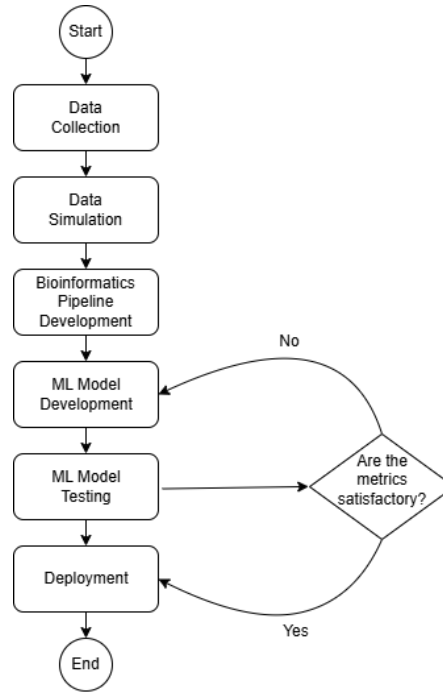 Start
Data
Collection
Data
Simulation
Bioinformatics
Pipeline
Development
No
ML Model
Development
Are the
metrics
satisfactory?
ML Model
Testing
Deployment
Yes
End